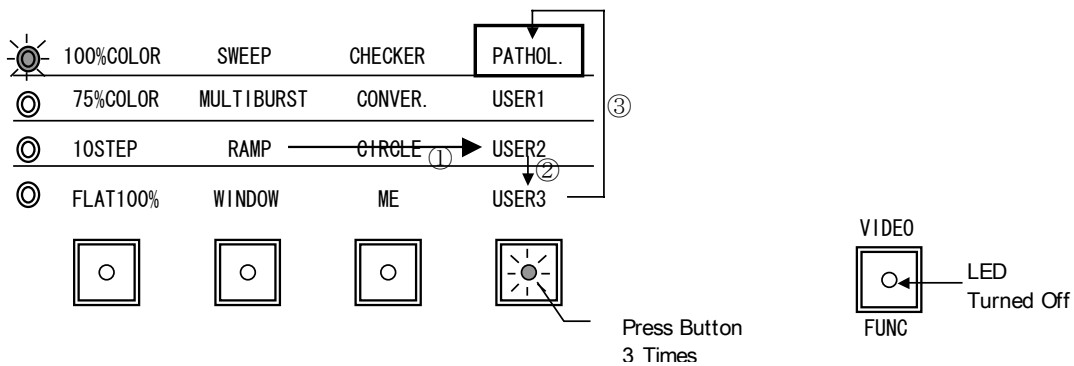 100%COLOR SWEEP CHECKER PATHOL.
75%COLOR MULTIBURST CONVER. USER1
③
10STEP RAMP CIRCLE ① USER2
②
FLAT100% WINDOW ME USER3
VIDEO
LED
Turned Off
FUNC
Press Button
3 Times